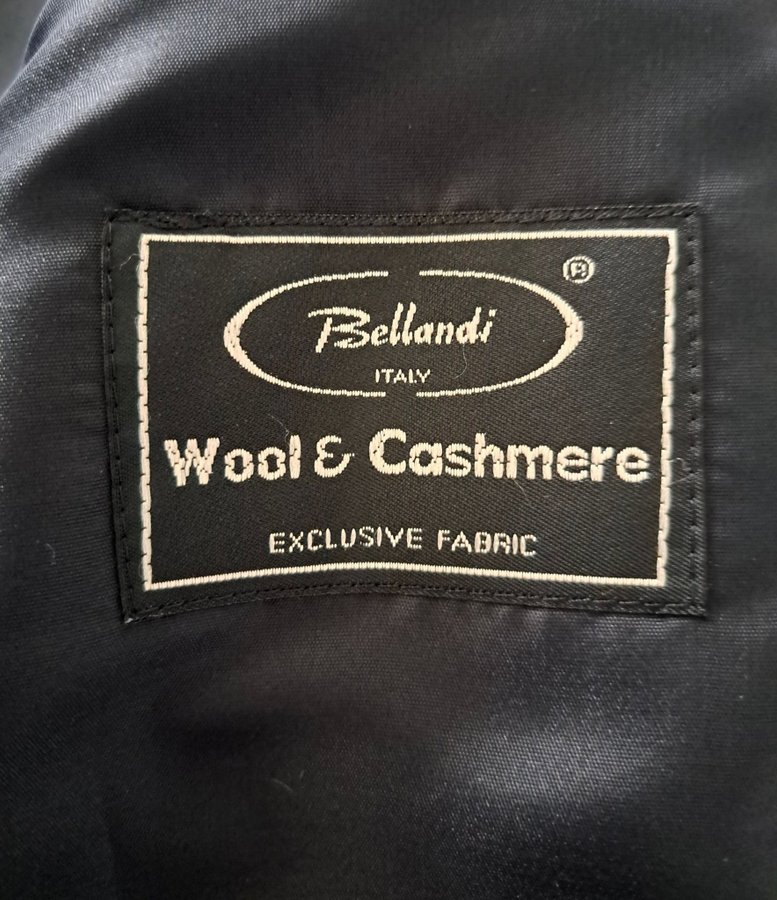 ®
Bellandi
ITALY
Wool & Cashmere
EXCLUSIVE FABRIC